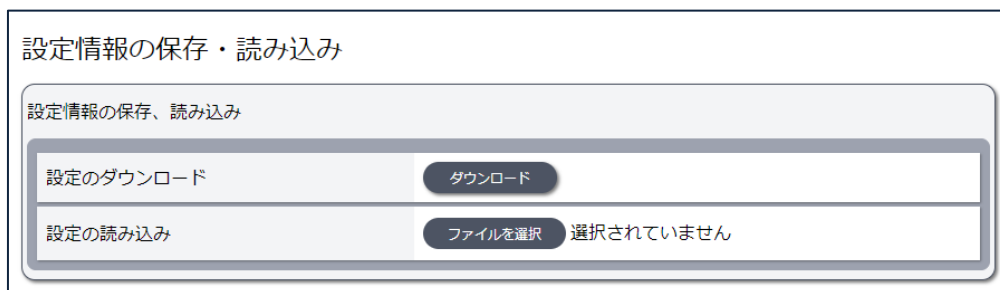 設定情報の保存・読み込み
設定情報の保存、読み込み
設定のダウンロード ダウンロード
設定の読み込み ファイルを選択 選択されていません